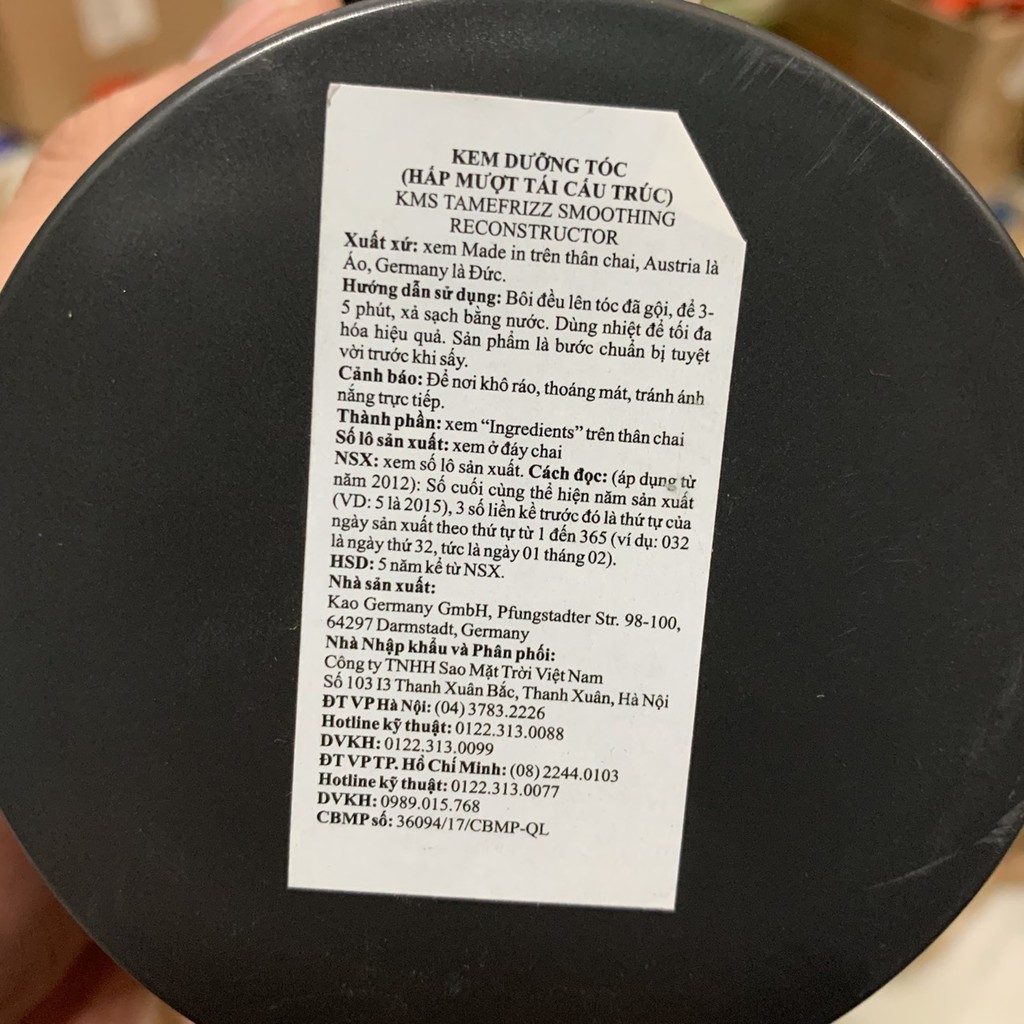 KEM DƯỠNG TÓC
(HẤP MƯỢT TÁI CẤU TRÚC)
KMS TAMEFRIZZ SMOOTHING
RECONSTRUCTOR
Xuất xứ: xem Made in trên thân chai, Austria là
Áo, Germany là Đức.
Hướng dẫn sử dụng: Bôi đều lên tóc đã gội, để 3-
5 phút, xả sạch bằng nước. Dùng nhiệt để tối đa
hóa hiệu quả. Sản phẩm là bước chuẩn bị tuyệt
vời trước khi sấy.
Cảnh báo: Để nơi khô ráo, thoáng mát, tránh ánh
nắng trực tiếp.
Thành phần: xem “Ingredients” trên thân chai
Số lô sản xuất: xem ở đáy chai
NSX: xem số lô sản xuất. Cách đọc: (áp dụng từ
năm 2012): Số cuối cùng thể hiện năm sản xuất
(VD: 5 là 2015), 3 số liền kề trước đó là thứ tự của
ngày sản xuất theo thứ tự từ 1 đến 365 (ví dụ: 032
là ngày thứ 32, tức là ngày 01 tháng 02).
HSD: 5 năm kể từ NSX.
Nhà sản xuất:
Kao Germany GmbH, Pfungstadter Str. 98-100,
64297 Darmstadt, Germany
Nhà Nhập khẩu và Phân phối:
Công ty TNHH Sao Mặt Trời Việt Nam
Số 103 I3 Thanh Xuân Bắc, Thanh Xuân, Hà Nội
ĐT VP Hà Nội: (04) 3783.2226
Hotline kỹ thuật: 0122.313.0088
DVKH: 0122.313.0099
ĐT VP TP. Hồ Chí Minh: (08) 2244.0103
Hotline kỹ thuật: 0122.313.0077
DVKH: 0989.015.768
CBMP số: 36094/17/CBMP-QL